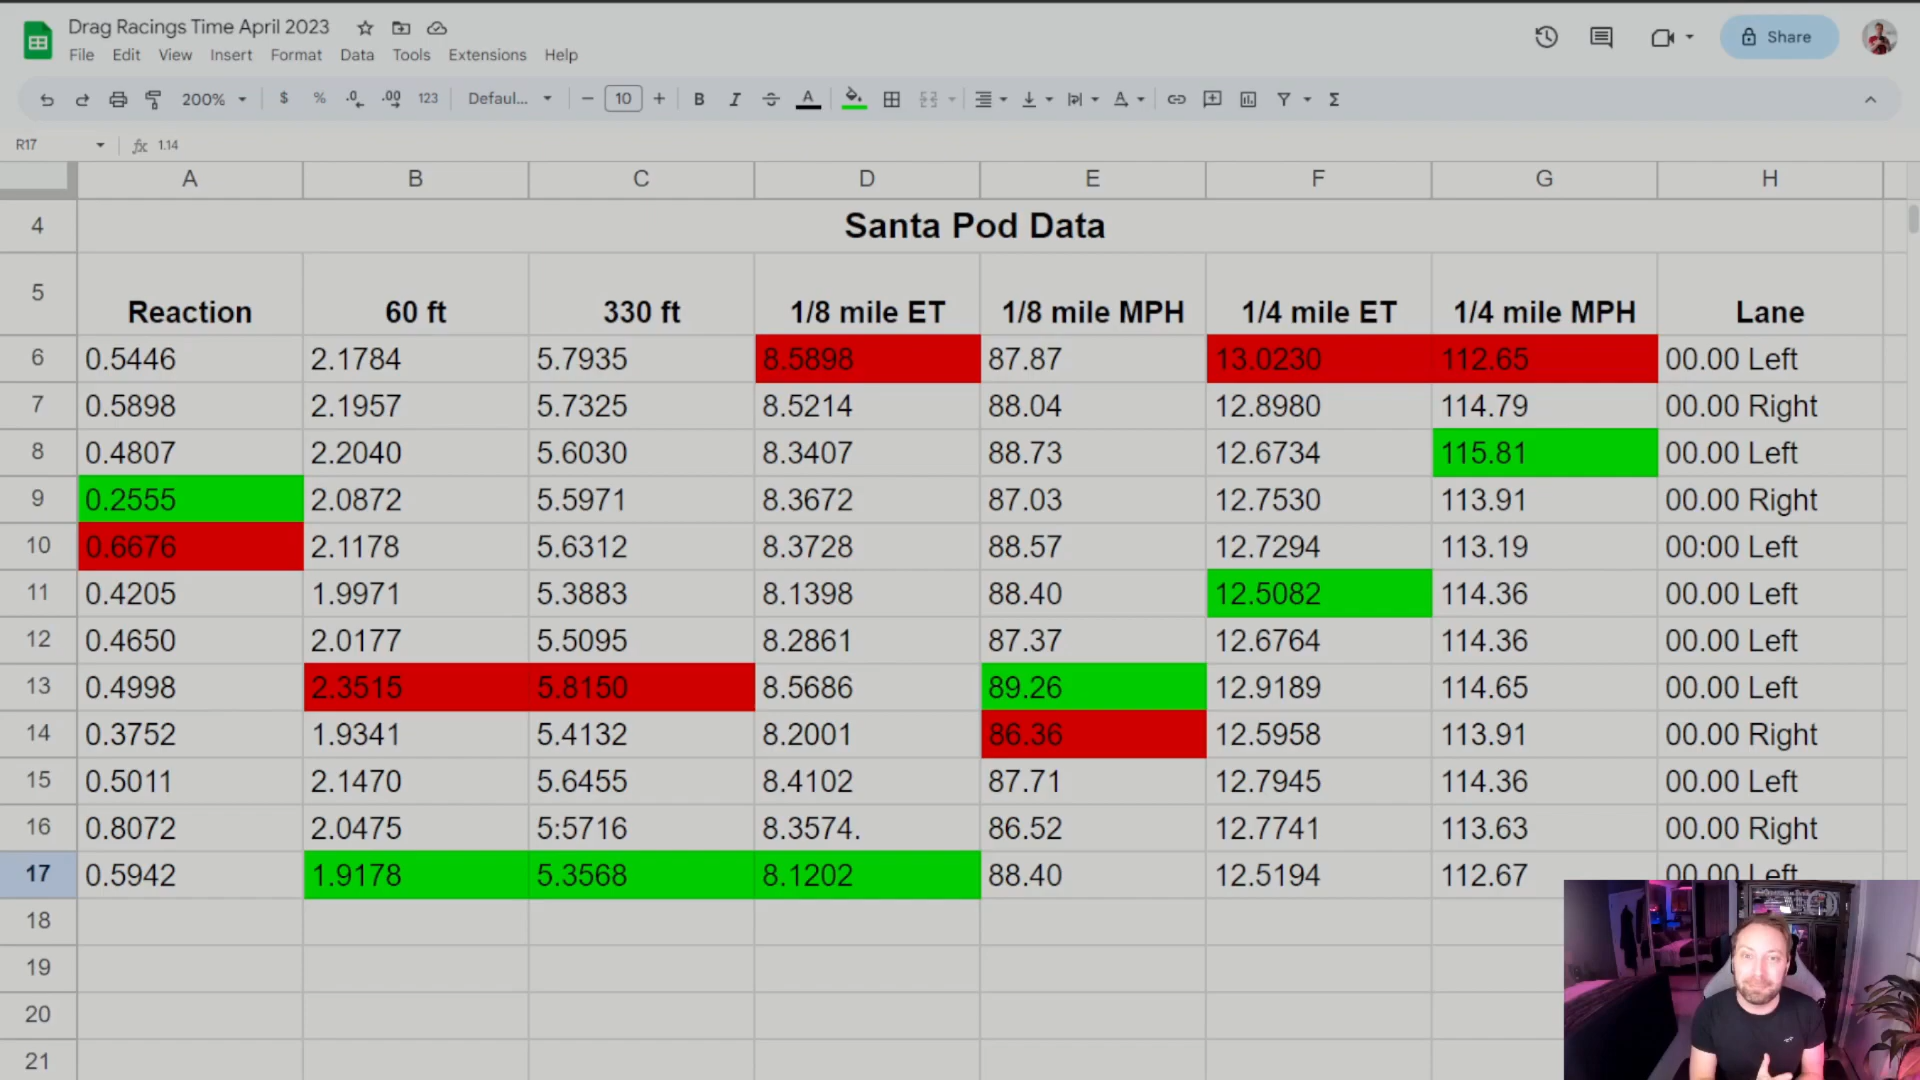 Drag Racings Time April 2023
File Edit View Insert Format Data Tools Extensions Help
Share
200% $ % .0 .00 123 Defaul... 10 B I A
R17 fx 1.14
A B C D E F G H
4 Santa Pod Data
5 Reaction 60 ft 330 ft 1/8 mile ET 1/8 mile MPH 1/4 mile ET 1/4 mile MPH Lane
6 0.5446 2.1784 5.7935 8.5898 87.87 13.0230 112.65 00.00 Left
7 0.5898 2.1957 5.7325 8.5214 88.04 12.8980 114.79 00.00 Right
8 0.4807 2.2040 5.6030 8.3407 88.73 12.6734 115.81 00.00 Left
9 0.2555 2.0872 5.5971 8.3672 87.03 12.7530 113.91 00.00 Right
10 0.6676 2.1178 5.6312 8.3728 88.57 12.7294 113.19 00:00 Left
11 0.4205 1.9971 5.3883 8.1398 88.40 12.5082 114.36 00.00 Left
12 0.4650 2.0177 5.5095 8.2861 87.37 12.6764 114.36 00.00 Left
13 0.4998 2.3515 5.8150 8.5686 89.26 12.9189 114.65 00.00 Left
14 0.3752 1.9341 5.4132 8.2001 86.36 12.5958 113.91 00.00 Right
15 0.5011 2.1470 5.6455 8.4102 87.71 12.7945 114.36 00.00 Left
16 0.8072 2.0475 5:5716 8.3574. 86.52 12.7741 113.63 00.00 Right
17 0.5942 1.9178 5.3568 8.1202 88.40 12.5194 112.67 00.00 Left
18
19
20
21